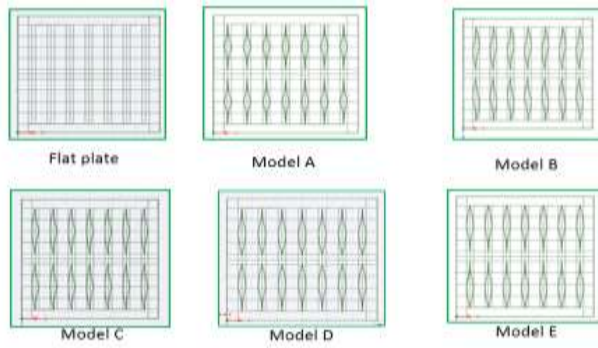 Flat plate
Model A
Model B
Model C
Model D
Model E